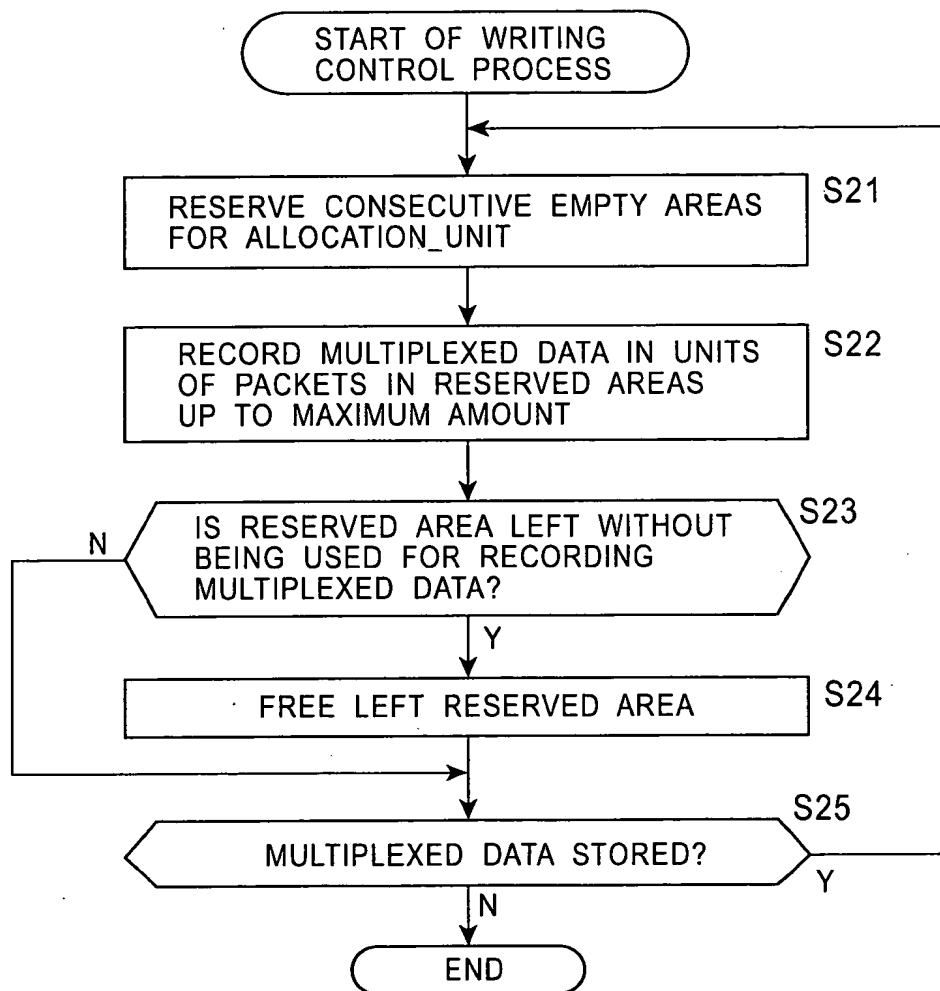 START OF WRITING
CONTROL PROCESS
S21
RESERVE CONSECUTIVE EMPTY AREAS
FOR ALLOCATION_UNIT
S22
RECORD MULTIPLEXED DATA IN UNITS
OF PACKETS IN RESERVED AREAS
UP TO MAXIMUM AMOUNT
S23
N
IS RESERVED AREA LEFT WITHOUT
BEING USED FOR RECORDING
MULTIPLEXED DATA?
Y
S24
FREE LEFT RESERVED AREA
S25
MULTIPLEXED DATA STORED?
Y
N
END